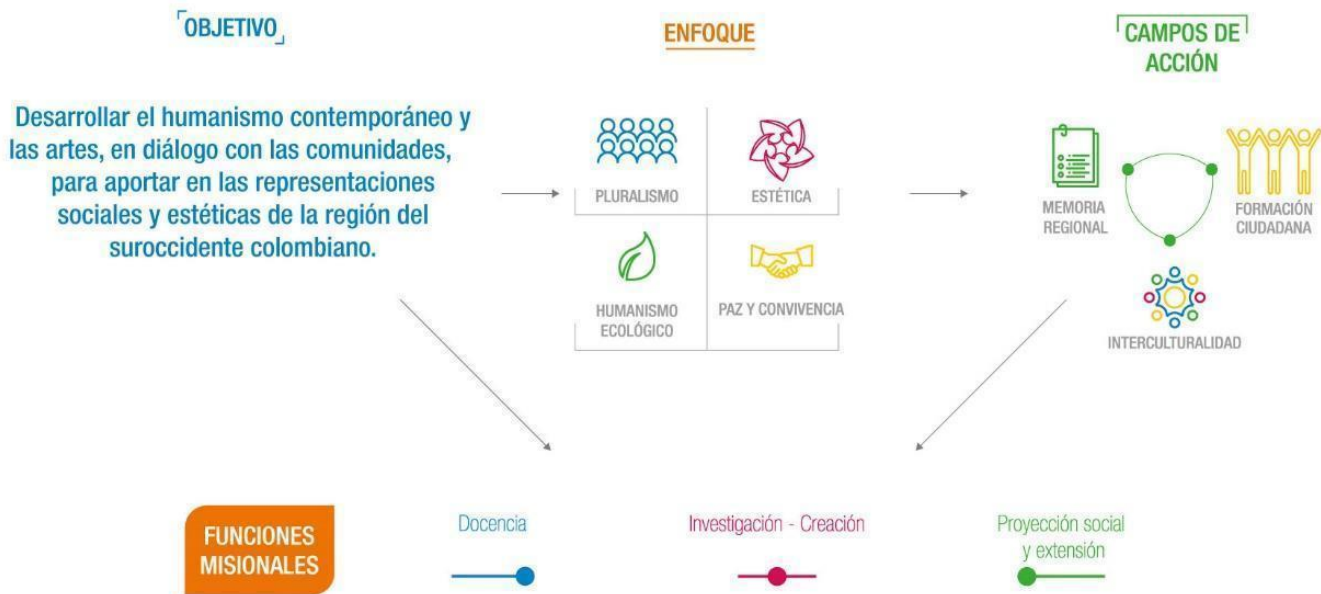 OBJETIVO
Desarrollar el humanismo contemporáneo y
las artes, en diálogo con las comunidades,
para aportar en las representaciones
sociales y estéticas de la región del
suroccidente colombiano.
ENFOQUE
PLURALISMO
ESTÉTICA
HUMANISMO
ECOLÓGICO
PAZ Y CONVIVENCIA
CAMPOS DE
ACCIÓN
MEMORIA
REGIONAL
FORMACIÓN
CIUDADANA
INTERCULTURALIDAD
FUNCIONES
MISIONALES
Docencia
Investigación - Creación
Proyección social
y extensión